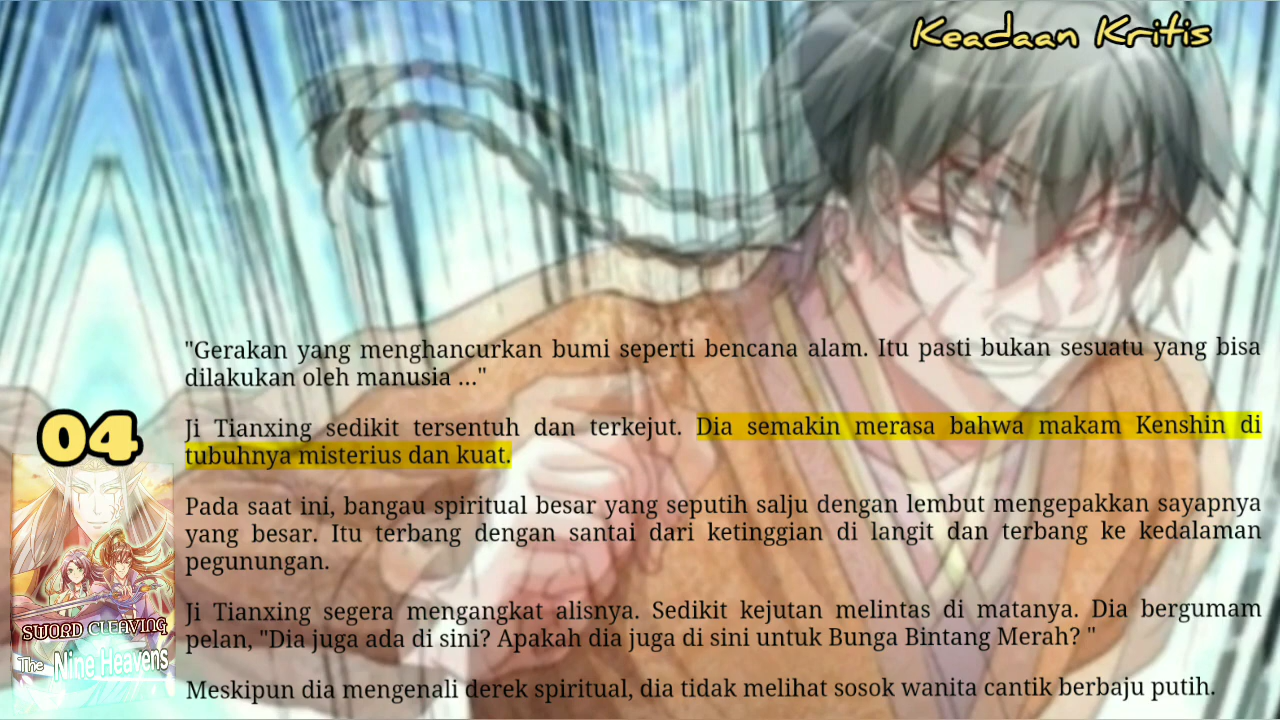 Keadaan Kritis
"Gerakan yang menghancurkan bumi seperti bencana alam. Itu pasti bukan sesuatu yang bisa
dilakukan oleh manusia ..."
Ji Tianxing sedikit tersentuh dan terkejut. Dia semakin merasa bahwa makam Kenshin di
tubuhnya misterius dan kuat.
Pada saat ini, bangau spiritual besar yang seputih salju dengan lembut mengepakkan sayapnya
yang besar. Itu terbang dengan santai dari ketinggian di langit dan terbang ke kedalaman
pegunungan.
Ji Tianxing segera mengangkat alisnya. Sedikit kejutan melintas di matanya. Dia bergumam
pelan, "Dia juga ada di sini? Apakah dia juga di sini untuk Bunga Bintang Merah? "
Meskipun dia mengenali derek spiritual, dia tidak melihat sosok wanita cantik berbaju putih.
04
SWORD CLEAVING
The Nine Heavens